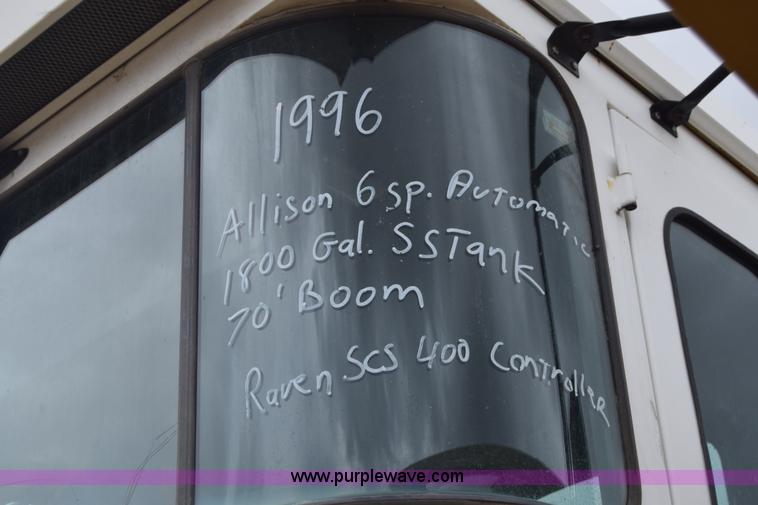 1996
Allison 6 sp. Automatic
1800 Gal. SS Tank
70' Boom
Raven SCS 400 Controller
www.purplewave.com